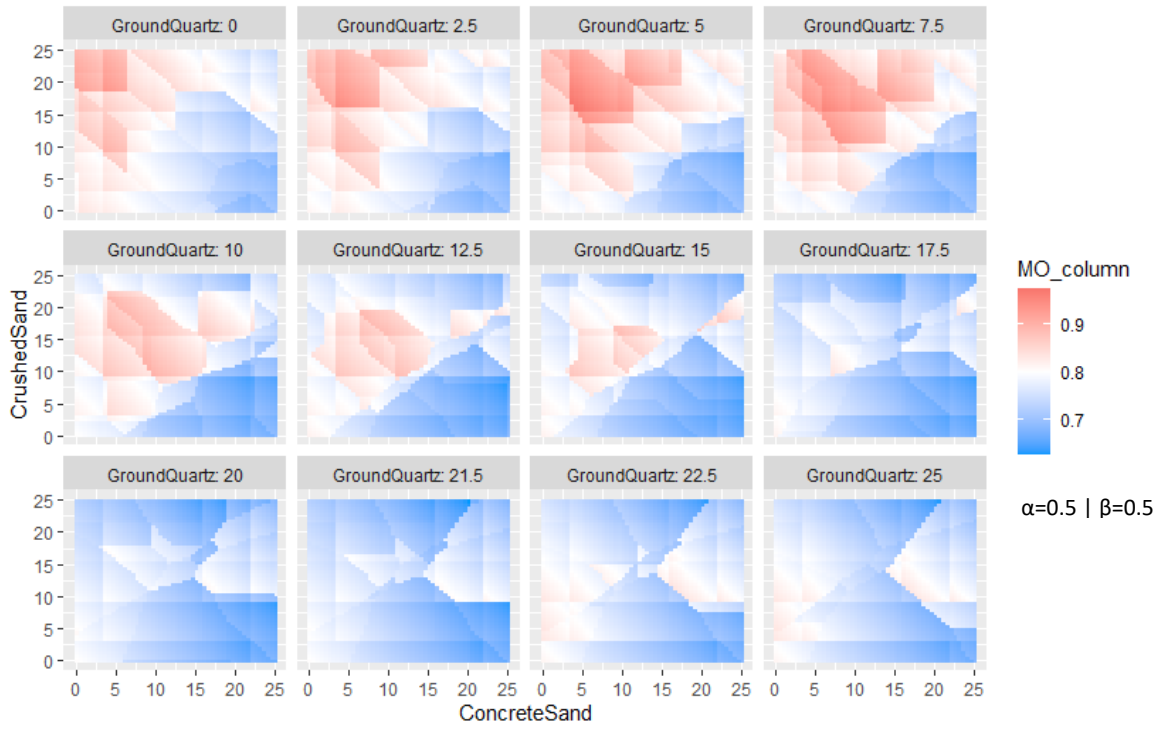 GroundQuartz: 0 GroundQuartz: 2.5 GroundQuartz: 5 GroundQuartz: 7.5
25
20
15
10
5
0
GroundQuartz: 10 GroundQuartz: 12.5 GroundQuartz: 15 GroundQuartz: 17.5
25
20
15
10
5
0
CrushedSand
GroundQuartz: 20 GroundQuartz: 21.5 GroundQuartz: 22.5 GroundQuartz: 25
25
20
15
10
5
0
0 5 10 15 20 25 0 5 10 15 20 25 0 5 10 15 20 25 0 5 10 15 20 25
ConcreteSand
MO_column
0.9
0.8
0.7
α=0.5 | β=0.5